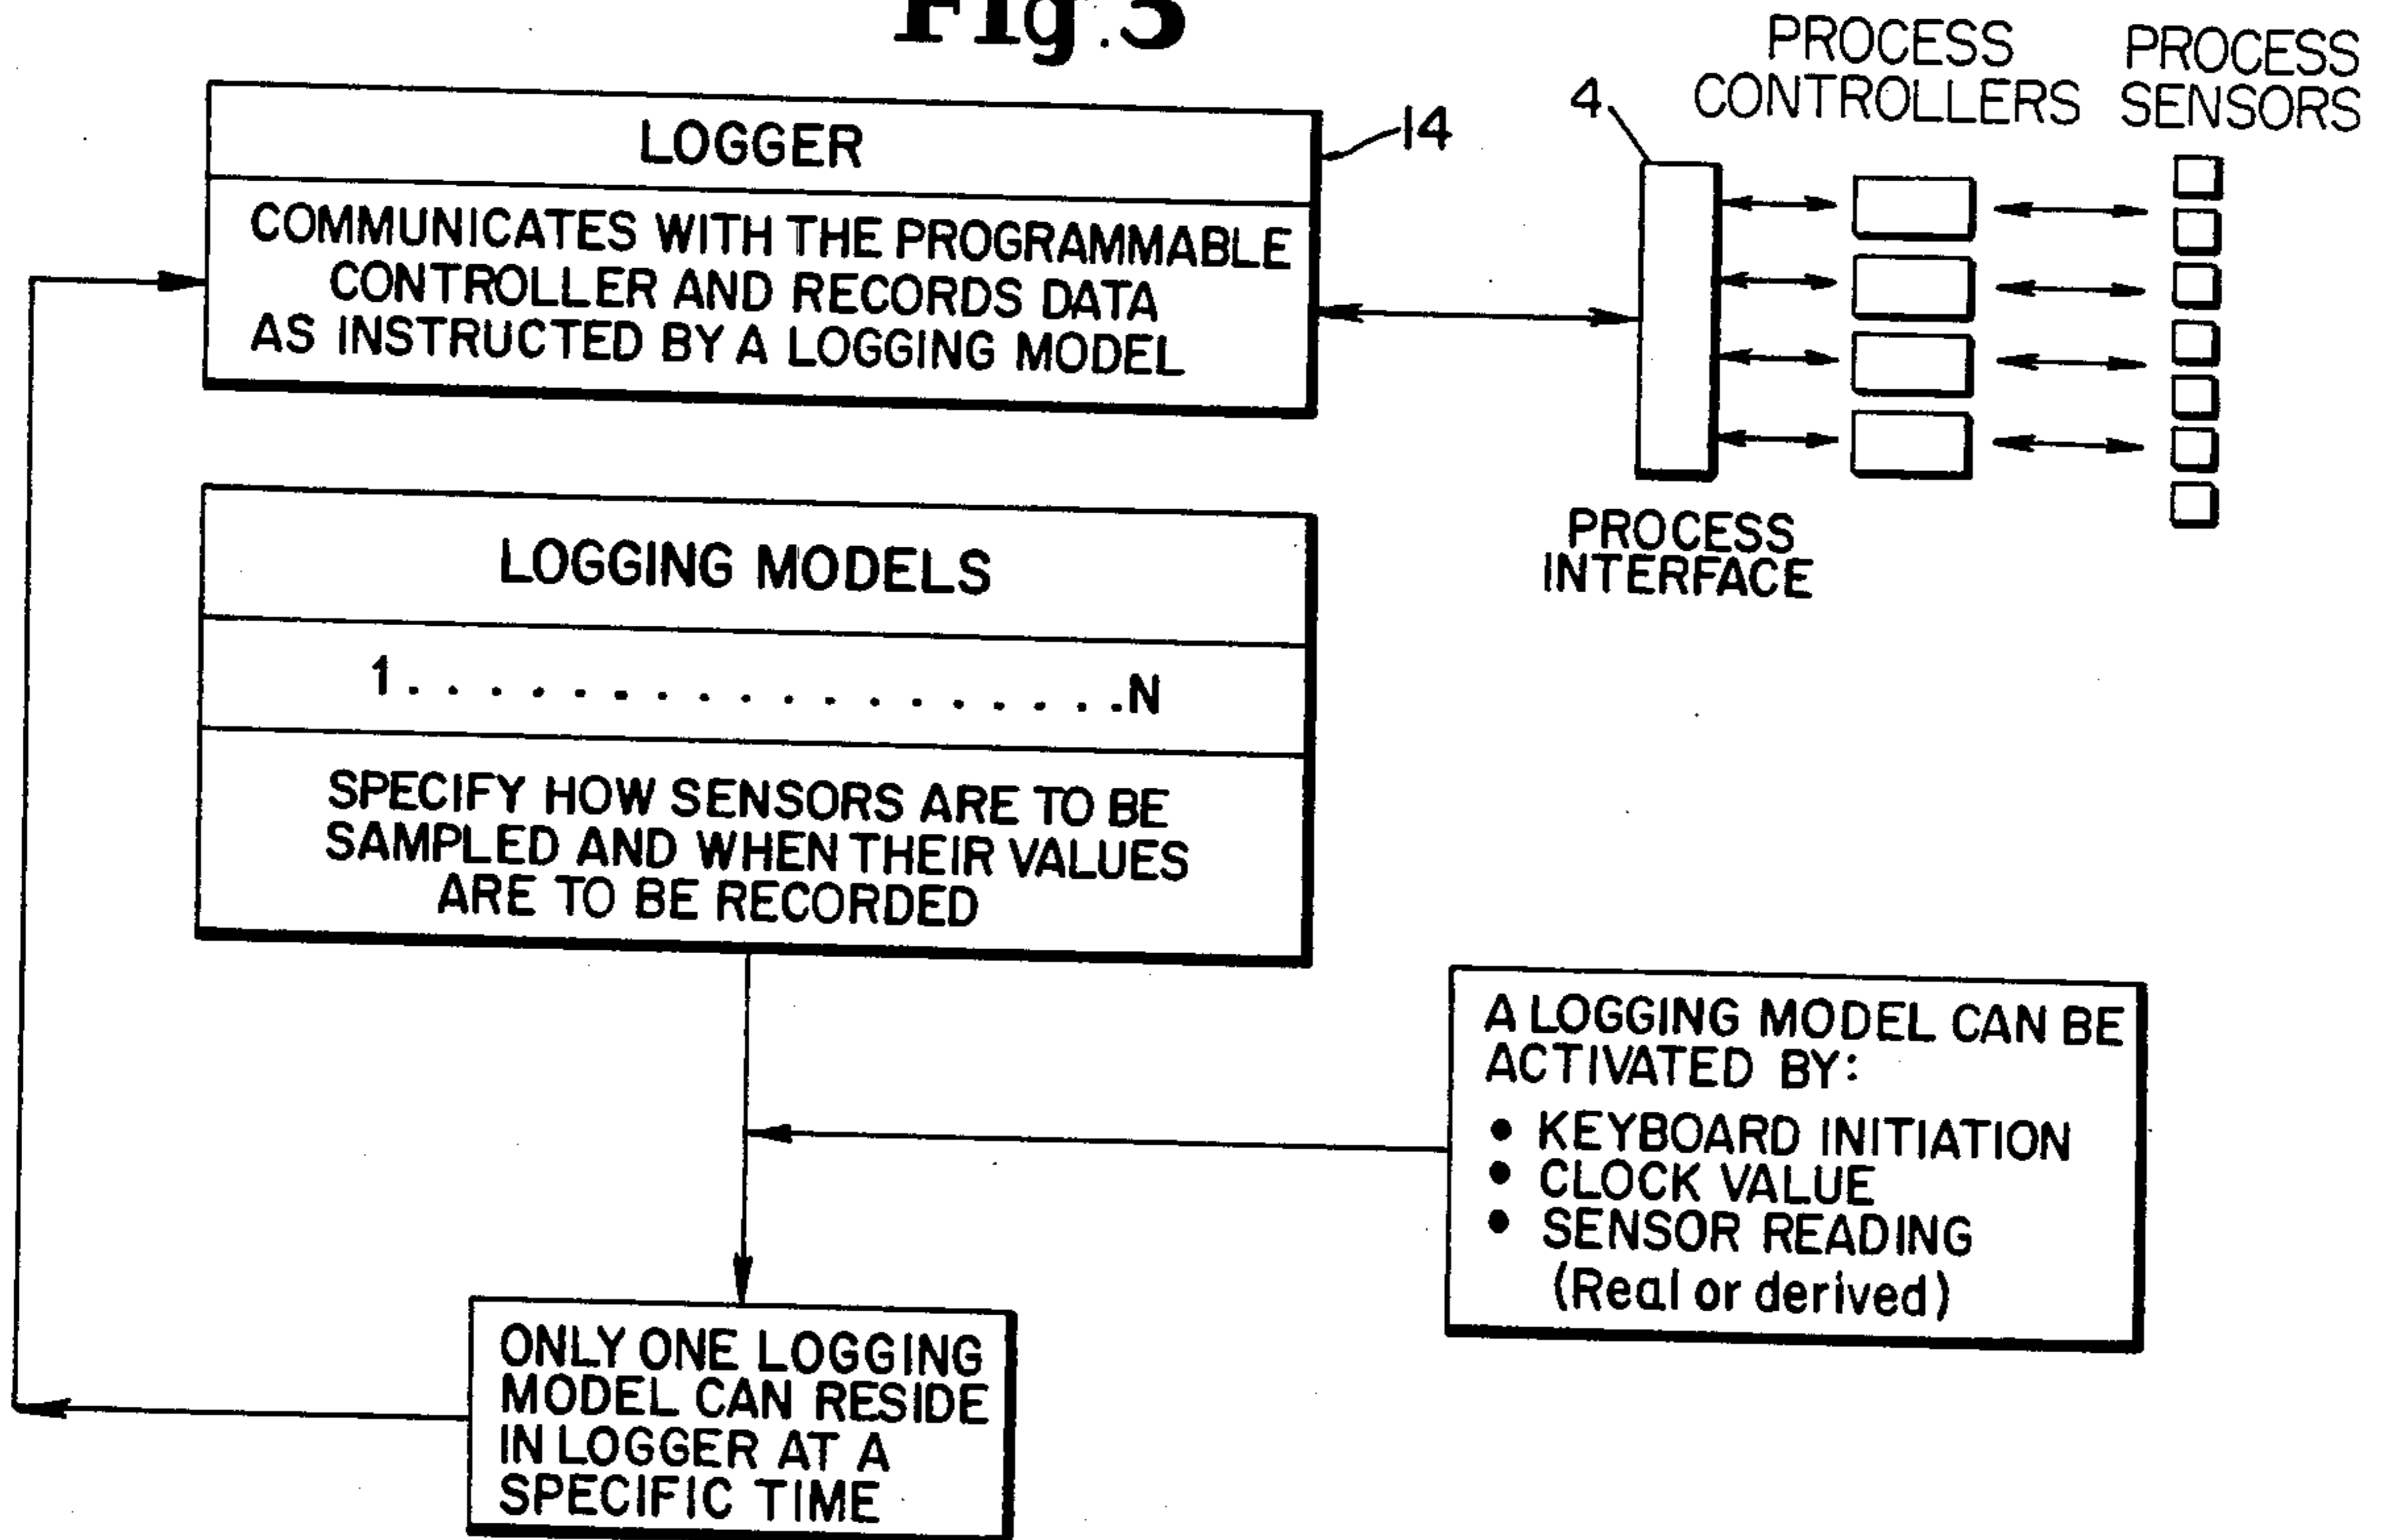 Fig.3
LOGGER
14
COMMUNICATES WITH THE PROGRAMMABLE
CONTROLLER AND RECORDS DATA
AS INSTRUCTED BY A LOGGING MODEL
4
PROCESS
CONTROLLERS
PROCESS
SENSORS
PROCESS
INTERFACE
LOGGING MODELS
1. . . . . . . . . . . . . . . . . .N
SPECIFY HOW SENSORS ARE TO BE
SAMPLED AND WHEN THEIR VALUES
ARE TO BE RECORDED
A LOGGING MODEL CAN BE
ACTIVATED BY:
• KEYBOARD INITIATION
• CLOCK VALUE
• SENSOR READING
(Real or derived)
ONLY ONE LOGGING
MODEL CAN RESIDE
IN LOGGER AT A
SPECIFIC TIME